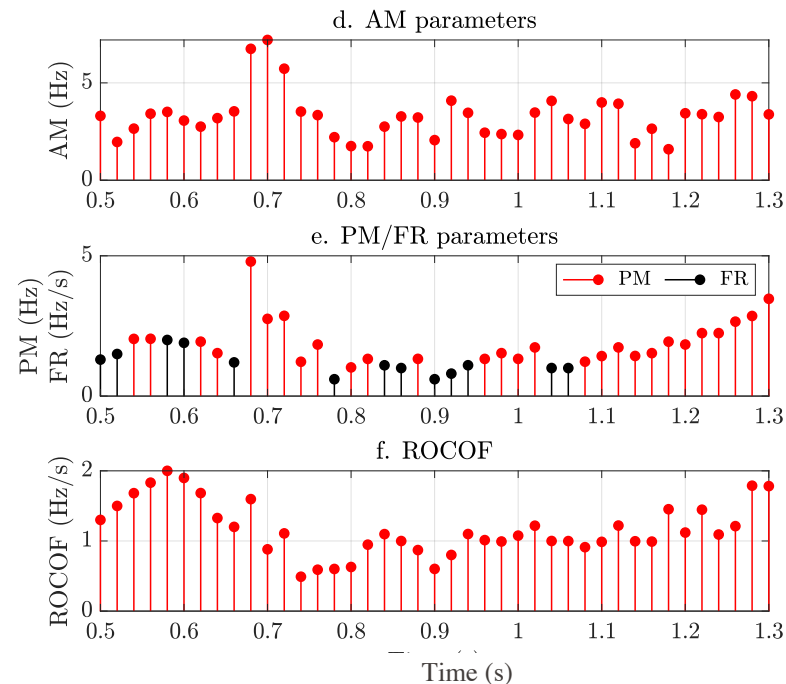 d. AM parameters
AM (Hz)
5
0
0.5 0.6 0.7 0.8 0.9 1 1.1 1.2 1.3
e. PM/FR parameters
PM (Hz)
FR (Hz/s)
5
0
PM FR
0.5 0.6 0.7 0.8 0.9 1 1.1 1.2 1.3
f. ROCOF
ROCOF (Hz/s)
2
1
0
0.5 0.6 0.7 0.8 0.9 1 1.1 1.2 1.3
Time (s)